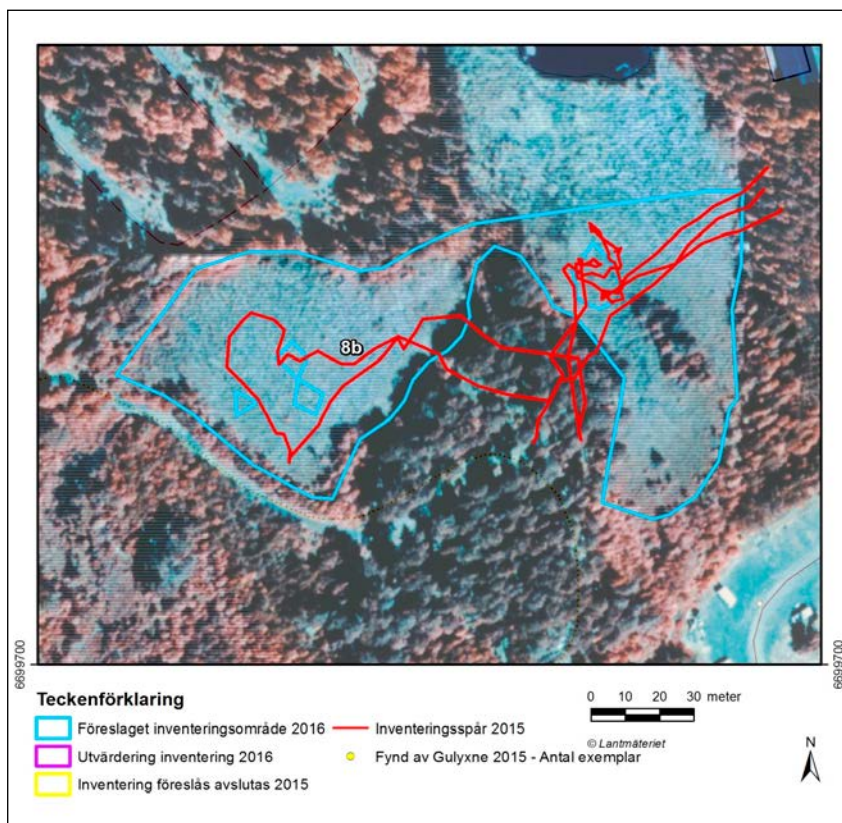 8b
6699700
6699700
Teckenförklaring
Föreslaget inventeringsområde 2016
Inventeringsspår 2015
Utvärdering inventering 2016
Fynd av Gulyxne 2015 - Antal exemplar
Inventering föreslås avslutas 2015
0 10 20 30 meter
© Lantmäteriet
N